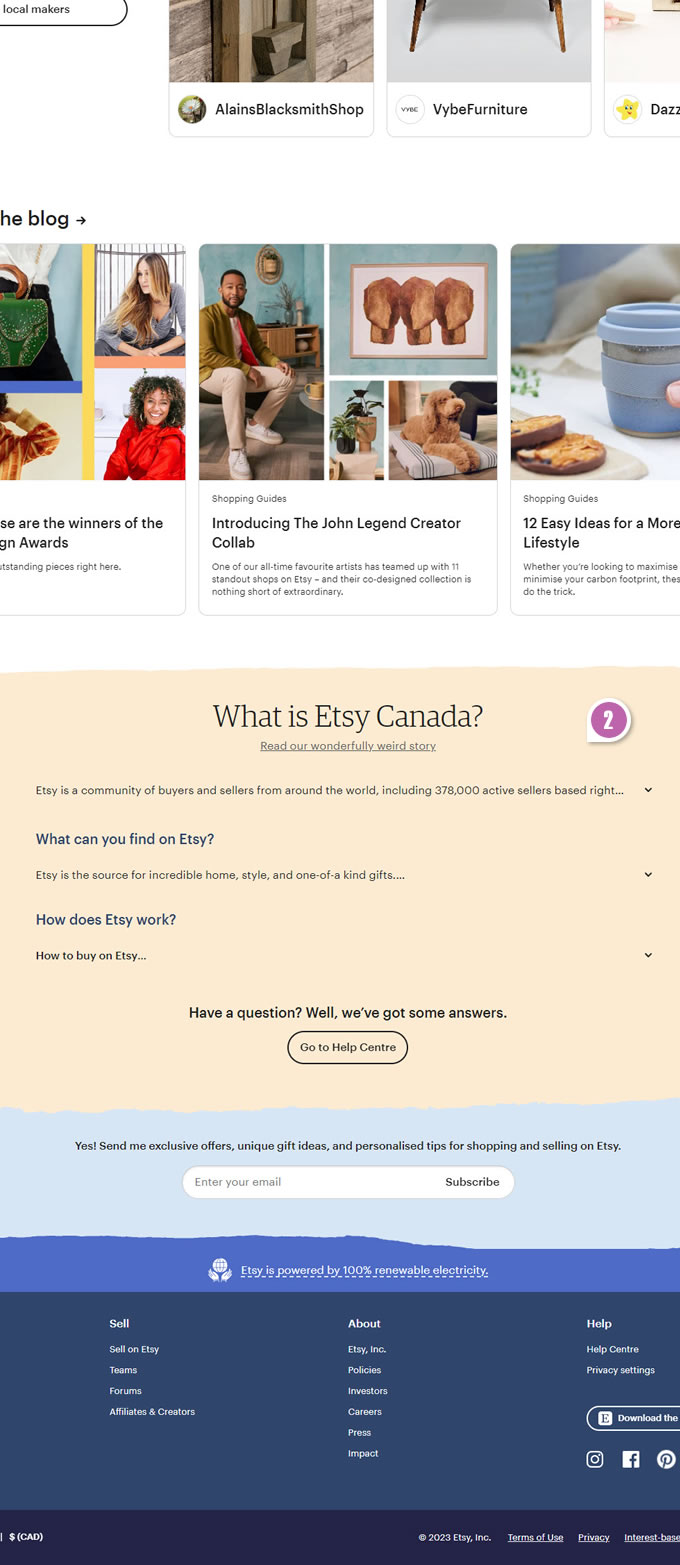 local makers
AlainsBlacksmithShop
VYBE
VybeFurniture
Dazz
he blog →
se are the winners of the
gn Awards
utstanding pieces right here.
Shopping Guides
Introducing The John Legend Creator
Collab
One of our all-time favourite artists has teamed up with 11
standout shops on Etsy – and their co-designed collection is
nothing short of extraordinary.
Shopping Guides
12 Easy Ideas for a More
Lifestyle
Whether you're looking to maximise
minimise your carbon footprint, thes
do the trick.
What is Etsy Canada?
2
Read our wonderfully weird story
Etsy is a community of buyers and sellers from around the world, including 378,000 active sellers based right...
What can you find on Etsy?
Etsy is the source for incredible home, style, and one-of-a kind gifts....
How does Etsy work?
How to buy on Etsy...
Have a question? Well, we've got some answers.
Go to Help Centre
Yes! Send me exclusive offers, unique gift ideas, and personalised tips for shopping and selling on Etsy.
Enter your email
Subscribe
Etsy is powered by 100% renewable electricity.
Sell
Sell on Etsy
Teams
Forums
Affiliates & Creators
About
Etsy, Inc.
Policies
Investors
Careers
Press
Impact
Help
Help Centre
Privacy settings
E Download the
| $ (CAD)
© 2023 Etsy, Inc. Terms of Use Privacy Interest-base